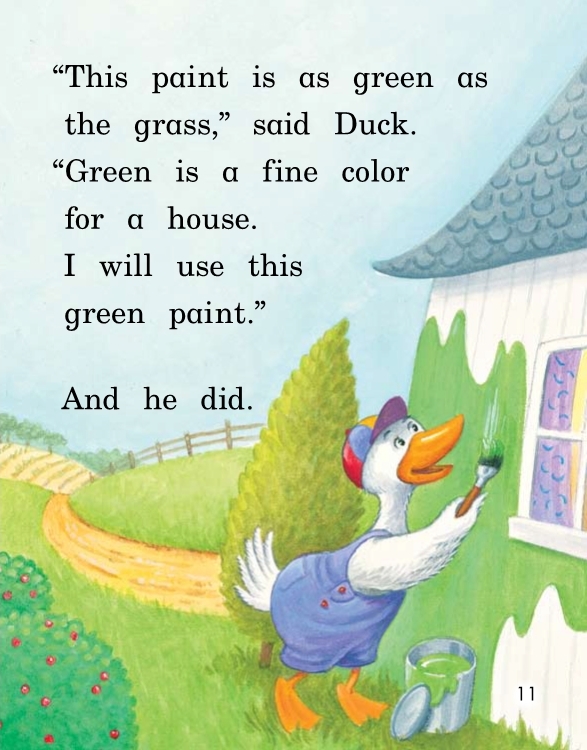 “This paint is as green as
the grass,” said Duck.
“Green is a fine color
for a house.
I will use this
green paint.”
And he did.
11